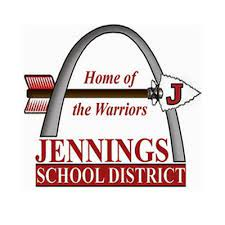 Home of
the Warriors
J
JENNINGS
SCHOOL DISTRICT